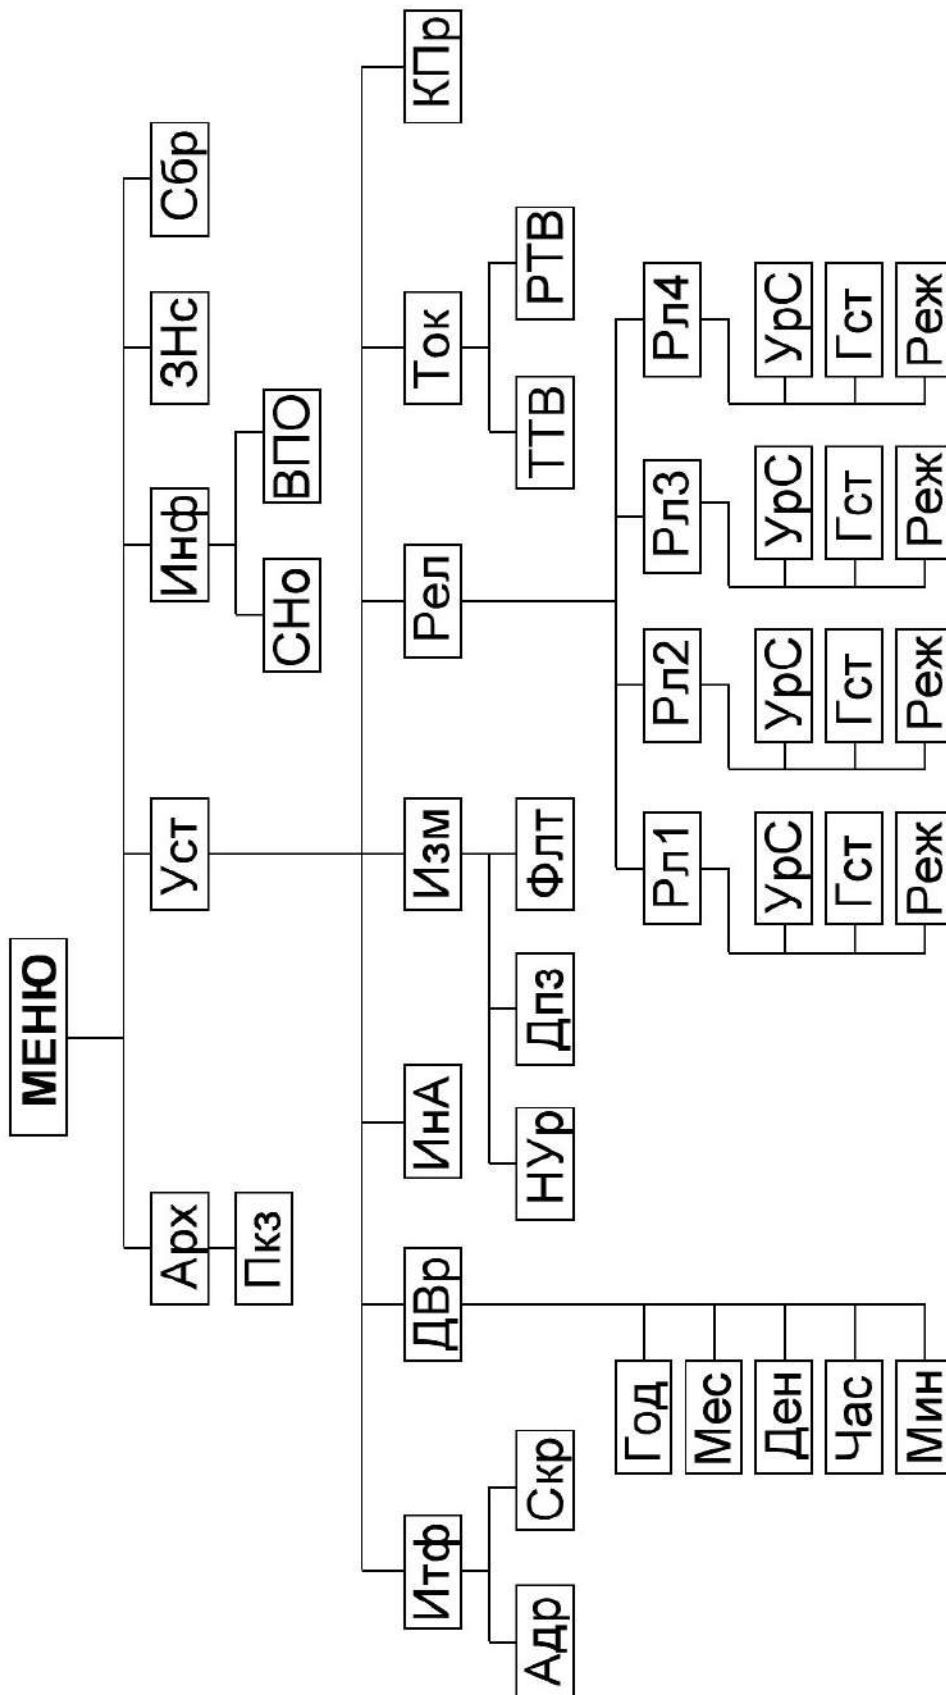 МЕНЮ
Арх
Уст
Инф
ЗНс
Сбр
Пкз
СНо
ВПО
Итф
ДВр
ИнА
Изм
Рел
Ток
КПр
Адр
Скр
НУр
Дпз
Флт
ТТВ
РТВ
Год
Мес
Ден
Час
Мин
Рл1
Рл2
Рл3
Рл4
УрС
УрС
УрС
УрС
Гст
Гст
Гст
Гст
Реж
Реж
Реж
Реж